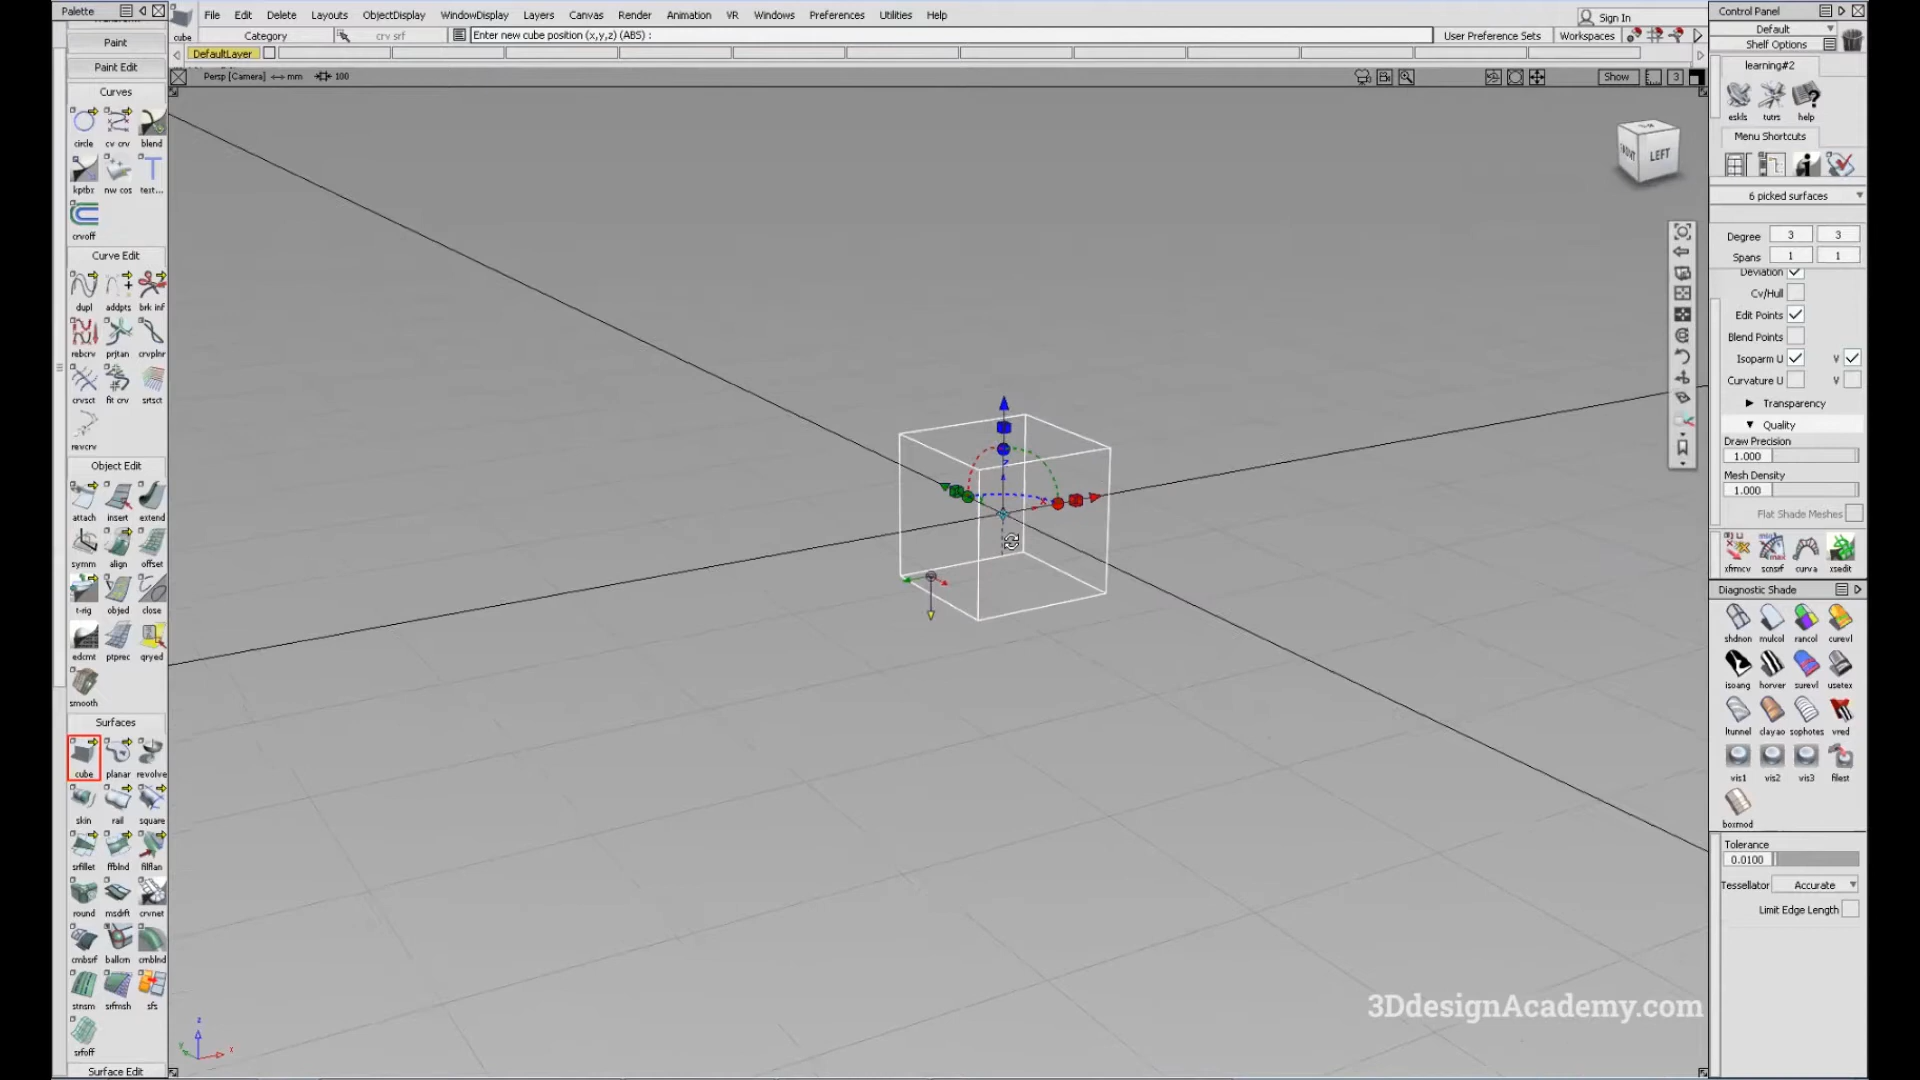 Palette
Paint
Paint Edit
Curves
circle cv crv blend
kptbx nw cos text...
crvoff
Curve Edit
dupl addpts brk inf
rebcrv prjtan crvplnr
crvsct fit crv srtsct
revcrv
Object Edit
attach insert extend
symm align offset
t-rig objed close
edcmt ptprec qryed
smooth
Surfaces
cube planar revolve
skin rail square
srfillet ffblnd filflan
round msdrft crvnet
cmbsrf ballcrn cmblnd
stnsm srfmsh sfs
srfoff
Surface Edit
cube
File Edit Delete Layouts ObjectDisplay WindowDisplay Layers Canvas Render Animation VR Windows Preferences Utilities Help
Sign In
Category crv srf Enter new cube position (x,y,z) (ABS) : User Preference Sets Workspaces
DefaultLayer
Persp [Camera] mm 100 Show 3
LEFT
z
x
z
y x
3DdesignAcademy.com
Control Panel
Default
Shelf Options
learning#2
eskls tutrs help
Menu Shortcuts
6 picked surfaces
Degree 3 3
Spans 1 1
Deviation
Cv/Hull
Edit Points
Blend Points
Isoparm U V
Curvature U V
Transparency
Quality
Draw Precision
1.000
Mesh Density
1.000
Flat Shade Meshes
xfrmcv scnsrf curva xsedit
Diagnostic Shade
shdnon mulcol rancol curevl
isoang horver surevl usetex
ltunnel clayao sophotes vred
vis1 vis2 vis3 filest
boxmod
Tolerance
0.0100
Tessellator Accurate
Limit Edge Length